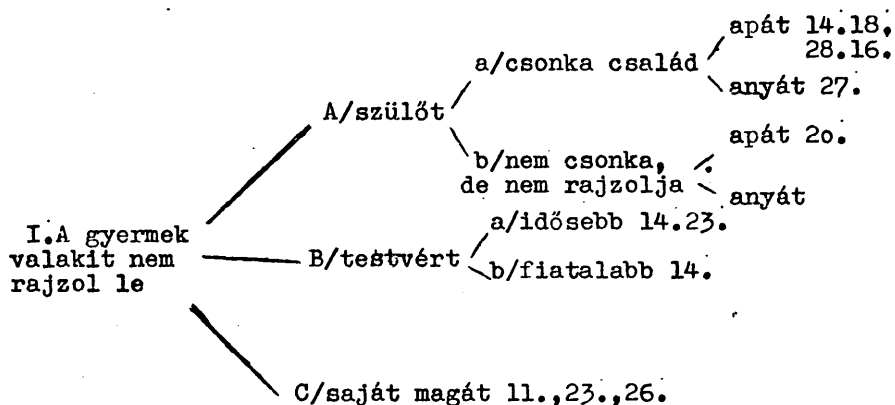 apát 14.18.
28.16.
a/csonka család
anyát 27.
A/szülőt
apát 2o.
b/nem csonka,
de nem rajzolja
anyát
I.A gyermek
valakit nem
rajzol le
a/idősebb 14.23.
B/testvért
b/fiatalabb 14.
C/saját magát 11.,23.,26.